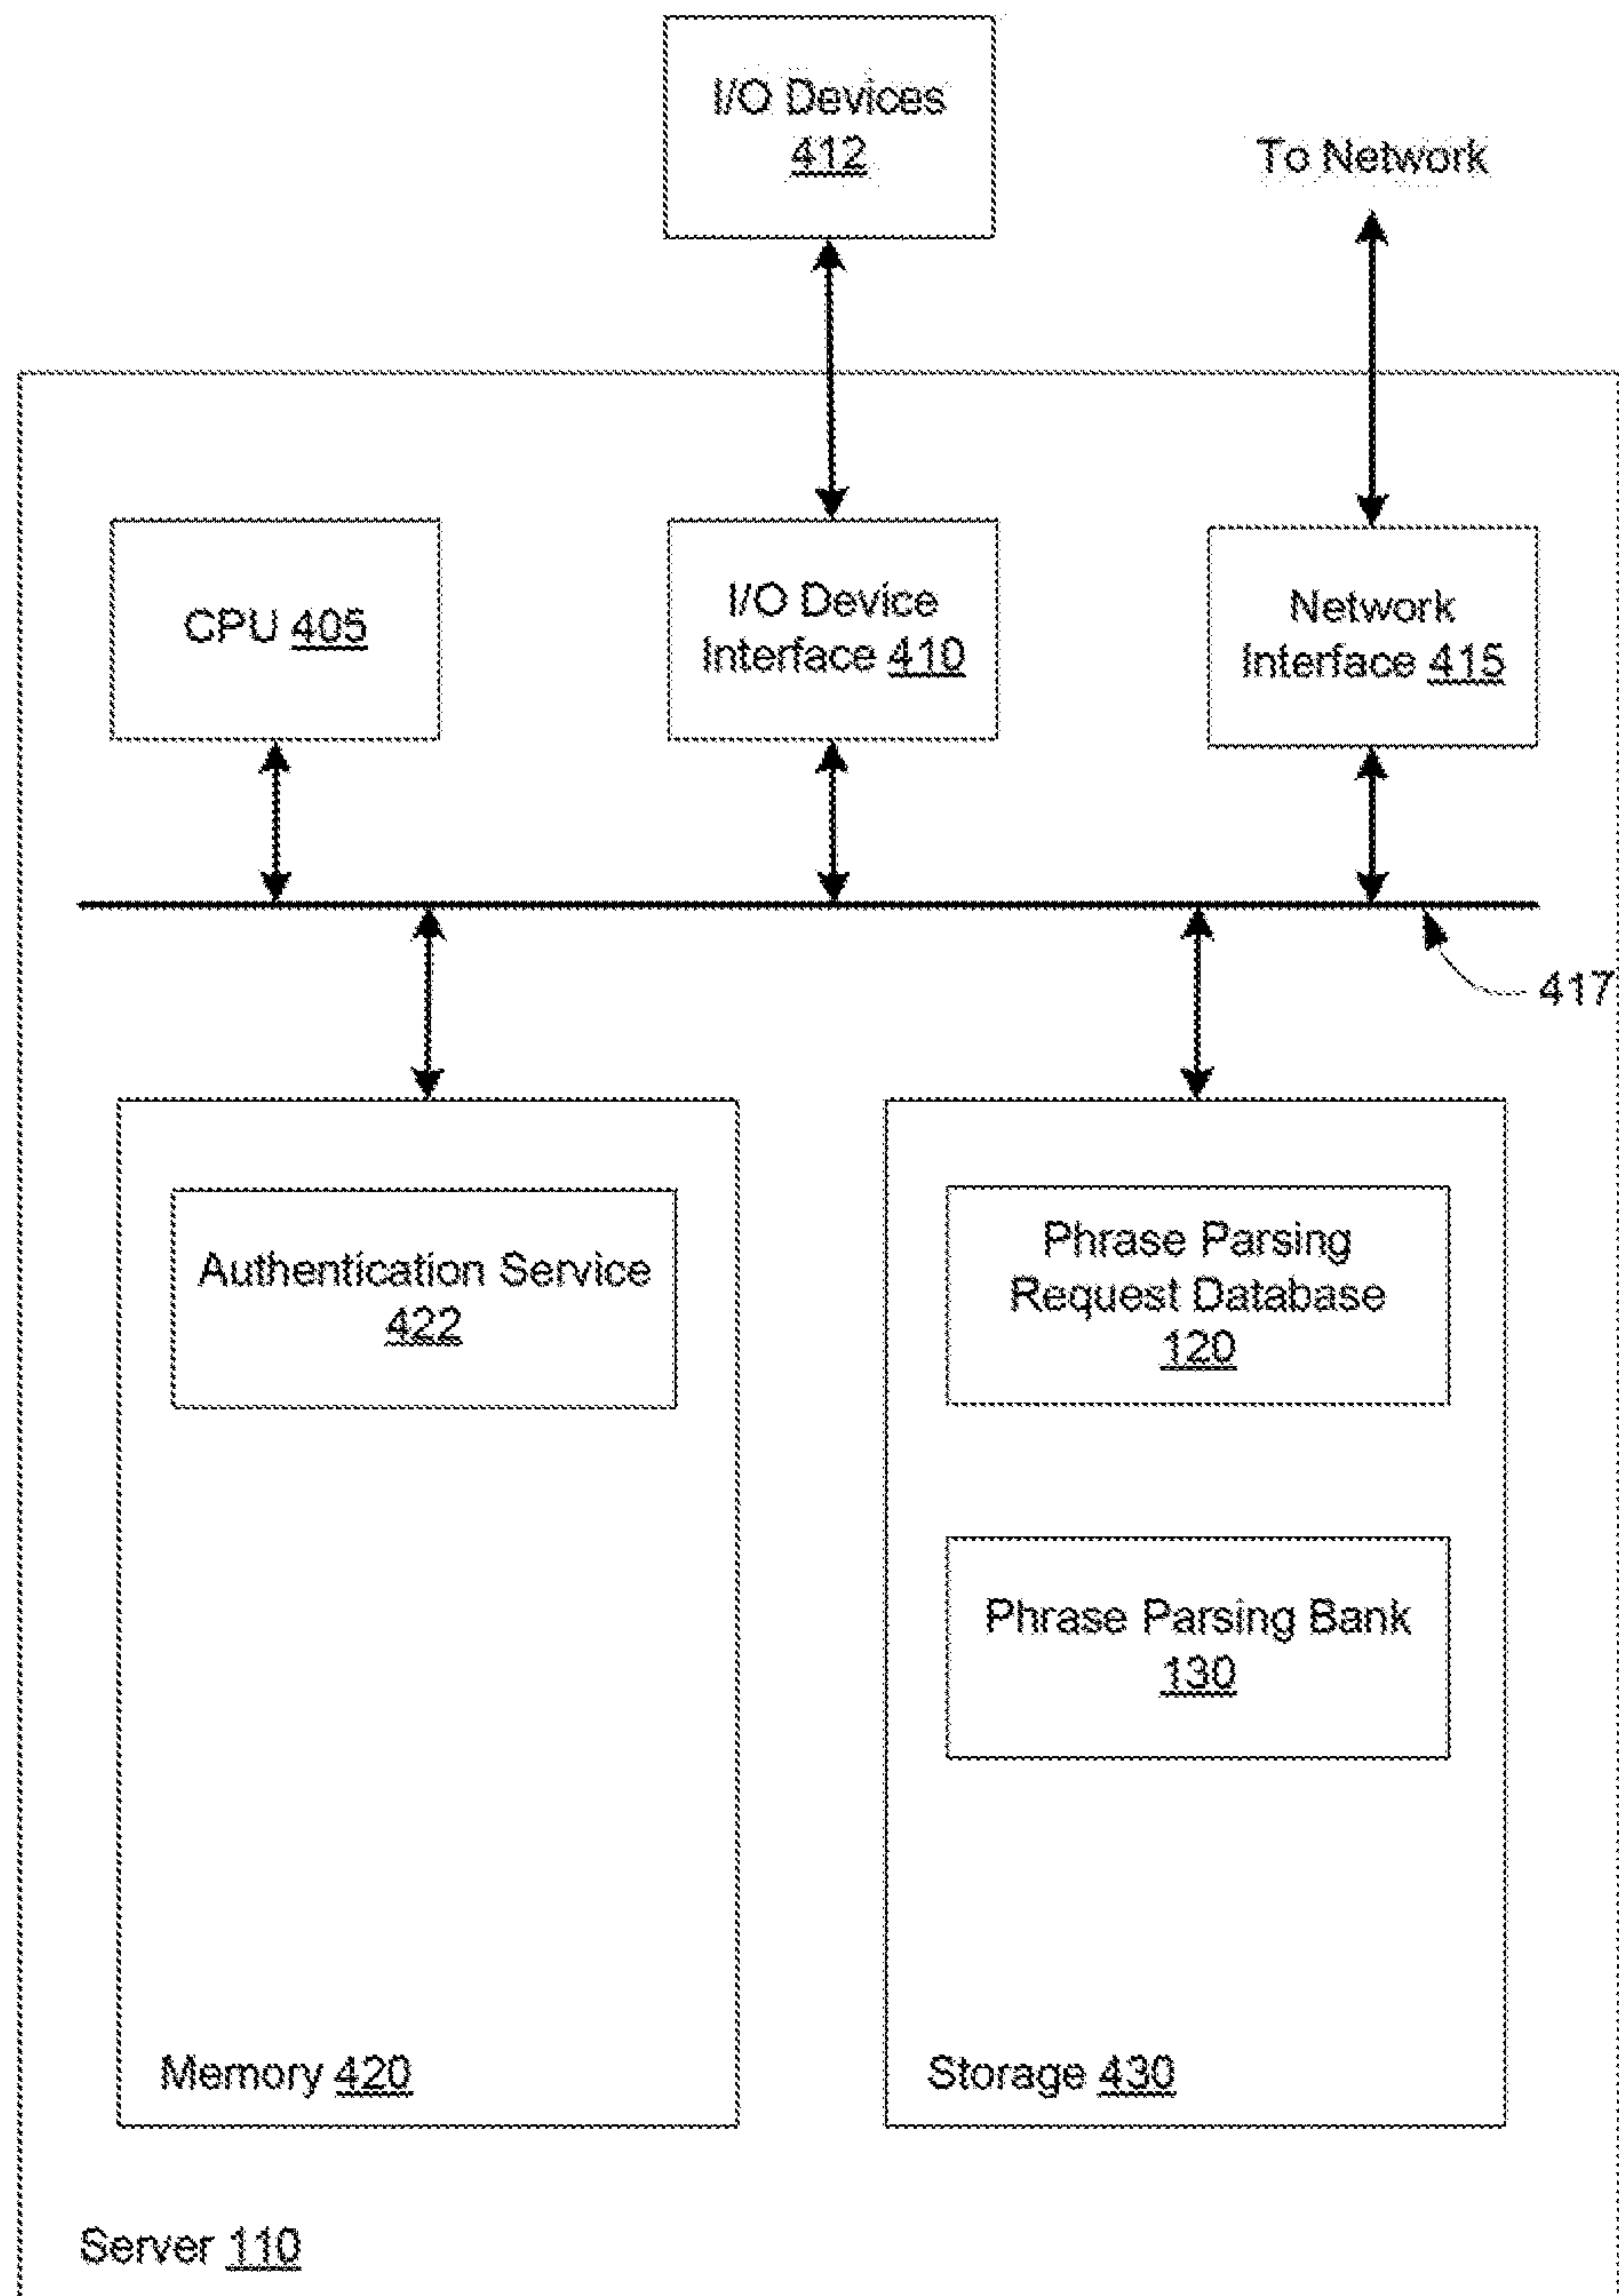 I/O Devices
412
To Network
CPU 405
I/O Device
Interface 410
Network
Interface 415
417
Authentication Service
422
Phrase Parsing
Request Database
120
Phrase Parsing Bank
130
Memory 420
Storage 430
Server 110